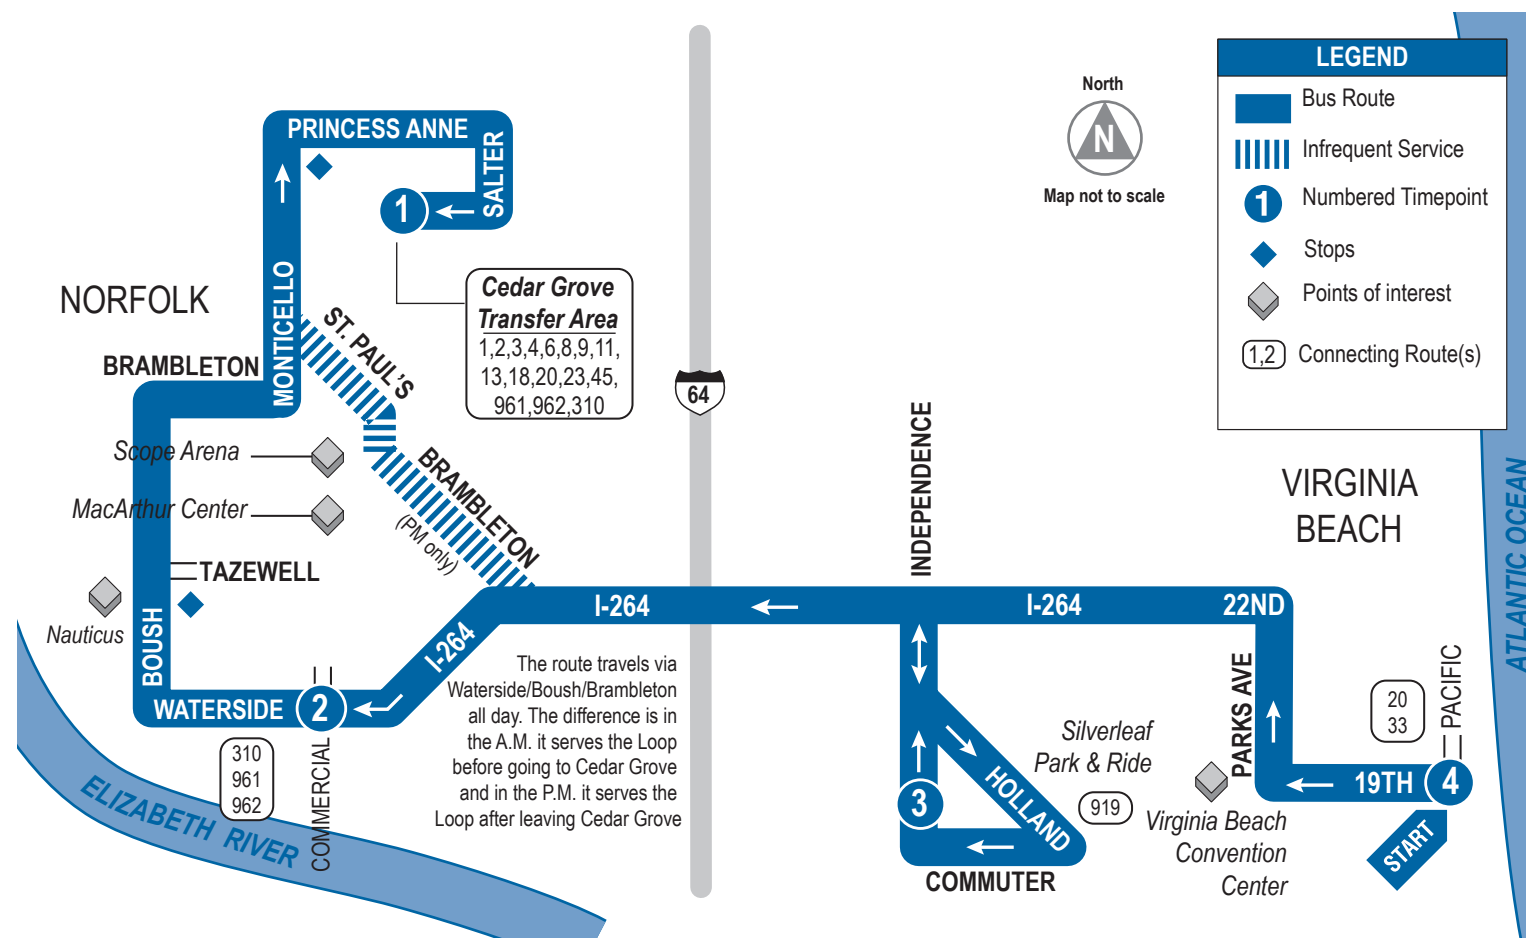 North
N
Map not to scale
LEGEND
Bus Route
Infrequent Service
1 Numbered Timepoint
Stops
Points of interest
1,2 Connecting Route(s)
PRINCESS ANNE
SALTER
1
MONTICELLO
NORFOLK
Cedar Grove
Transfer Area
1,2,3,4,6,8,9,11,
13,18,20,23,45,
961,962,310
ST. PAUL'S
BRAMBLETON
64
Scope Arena
MacArthur Center
BRAMBLETON
(PM only)
INDEPENDENCE
VIRGINIA
BEACH
ATLANTIC OCEAN
TAZEWELL
Nauticus
BOUSH
I-264
I-264
22ND
I-264
The route travels via
Waterside/Boush/Brambleton
all day. The difference is in
the A.M. it serves the Loop
before going to Cedar Grove
and in the P.M. it serves the
Loop after leaving Cedar Grove
WATERSIDE
2
310
961
962
COMMERCIAL
ELIZABETH RIVER
Silverleaf
Park & Ride
919
HOLLAND
3
COMMUTER
PARKS AVE
20
33
PACIFIC
19TH
4
START
Virginia Beach
Convention
Center